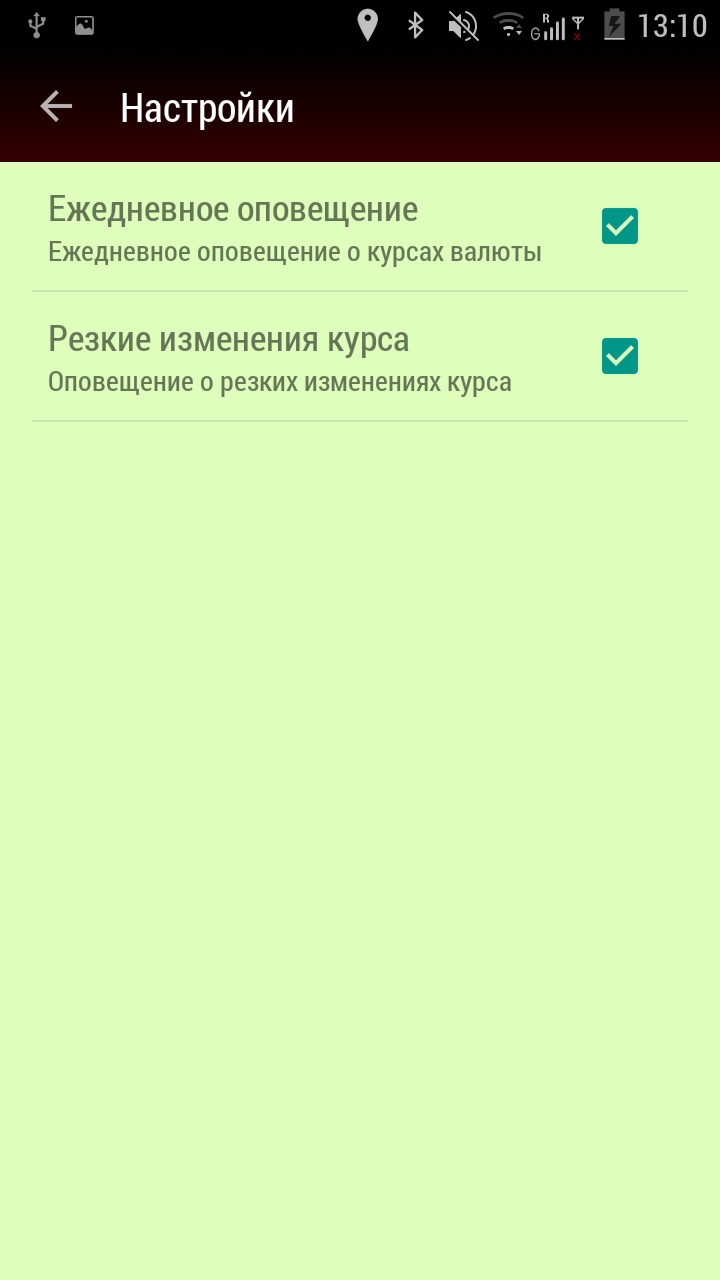 13:10
Настройки
Ежедневное оповещение
Ежедневное оповещение о курсах валюты
Резкие изменения курса
Оповещение о резких изменениях курса